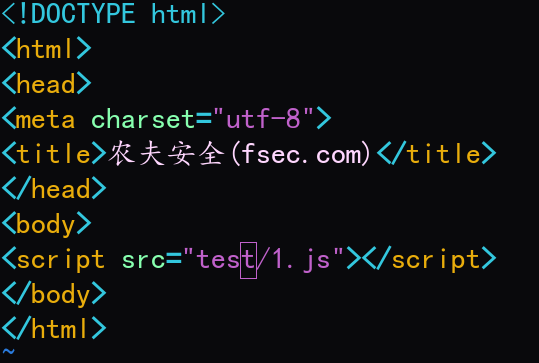 <!DOCTYPE html>
<html>
<head>
<meta charset="utf-8">
<title>农夫安全(fsec.com)</title>
</head>
<body>
<script src="test/1.js"></script>
</body>
</html>
~